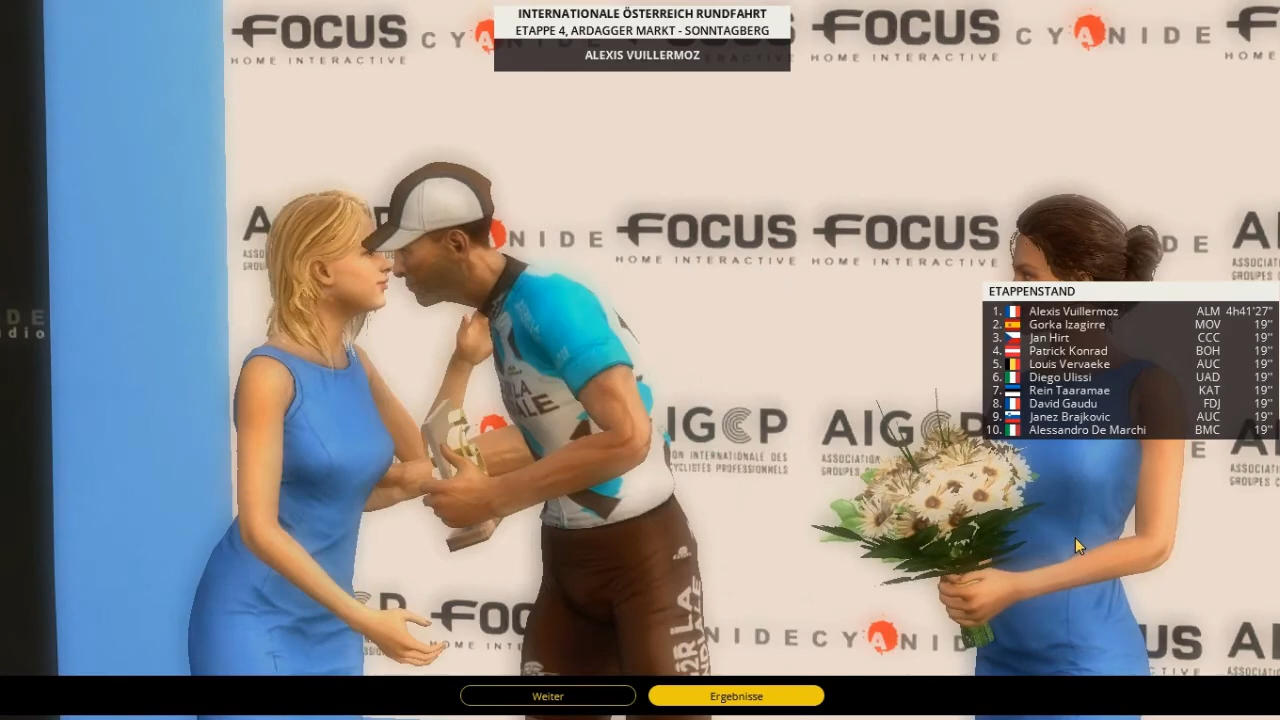 INTERNATIONALE ÖSTERREICH RUNDFAHRT
ETAPPE 4, ARDAGGER MARKT - SONNTAGBERG
ALEXIS VUILLERMOZ
FOCUS
HOME INTERACTIVE
FOCUS
HOME INTERACTIVE
CYANIDE
HOME
FOCUS
HOME INTERACTIVE
FOCUS
HOME INTERACTIVE
ETAPPENSTAND
1. Alexis Vuillermoz ALM 4h41'27"
2. Gorka Izagirre MOV 19"
3. Jan Hirt CCC 19"
4. Patrick Konrad BOH 19"
5. Louis Vervaeke AUC 19"
6. Diego Ulissi UAD 19"
7. Rein Taaramae KAT 19"
8. David Gaudu FDJ 19"
9. Janez Brajkovic AUC 19"
10. Alessandro De Marchi BMC 19"
Weiter
Ergebnisse